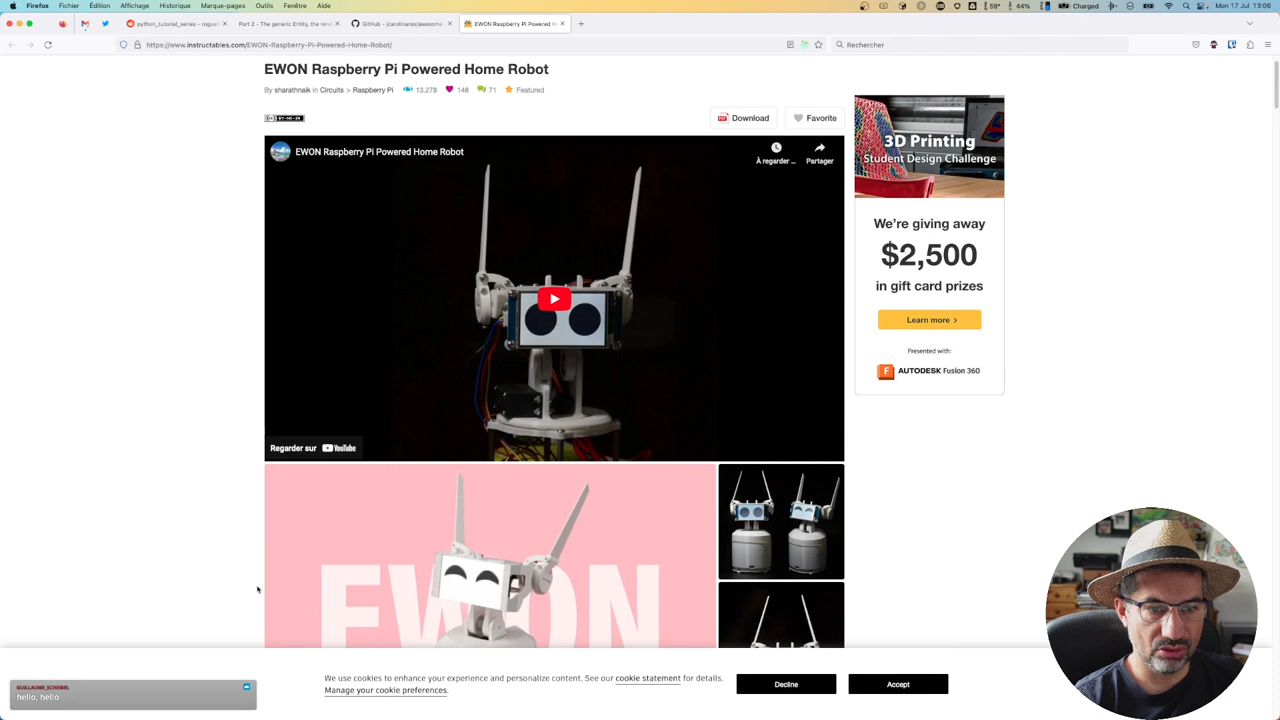 Firefox Fichier Édition Affichage Historique Marque-pages Outils Fenêtre Aide
59° 44% Charged Mon 17 Jul 13:06
python_tutorial_series - rogueli
Part 2 - The generic Entity, the ren
GitHub - jcarolinares/awesome
EWON Raspberry Pi Powered H
https://www.instructables.com/EWON-Raspberry-Pi-Powered-Home-Robot/
Rechercher
EWON Raspberry Pi Powered Home Robot
By sharathnaik in Circuits > Raspberry Pi 13,278 148 71 Featured
BY-NC-SA
Download
Favorite
EWON Raspberry Pi Powered Home Robot
À regarder ...
Partager
Regarder sur YouTube
3D Printing
Student Design Challenge
We're giving away
$2,500
in gift card prizes
Learn more >
Presented with:
F AUTODESK Fusion 360
EWON
We use cookies to enhance your experience and personalize content. See our cookie statement for details.
Manage your cookie preferences.
Decline
Accept
GUILLAUME_SCHEIBEL
hello, hello